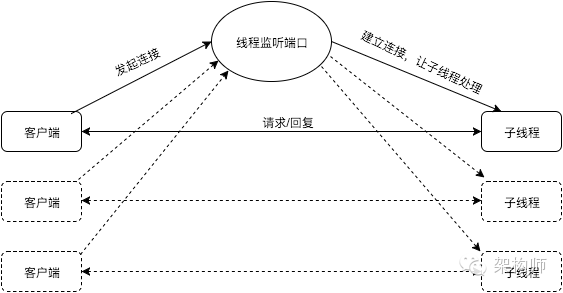 线程监听端口
发起连接
建立连接，让子线程处理
客户端
请求/回复
子线程
客户端
子线程
客户端
子线程
架构师